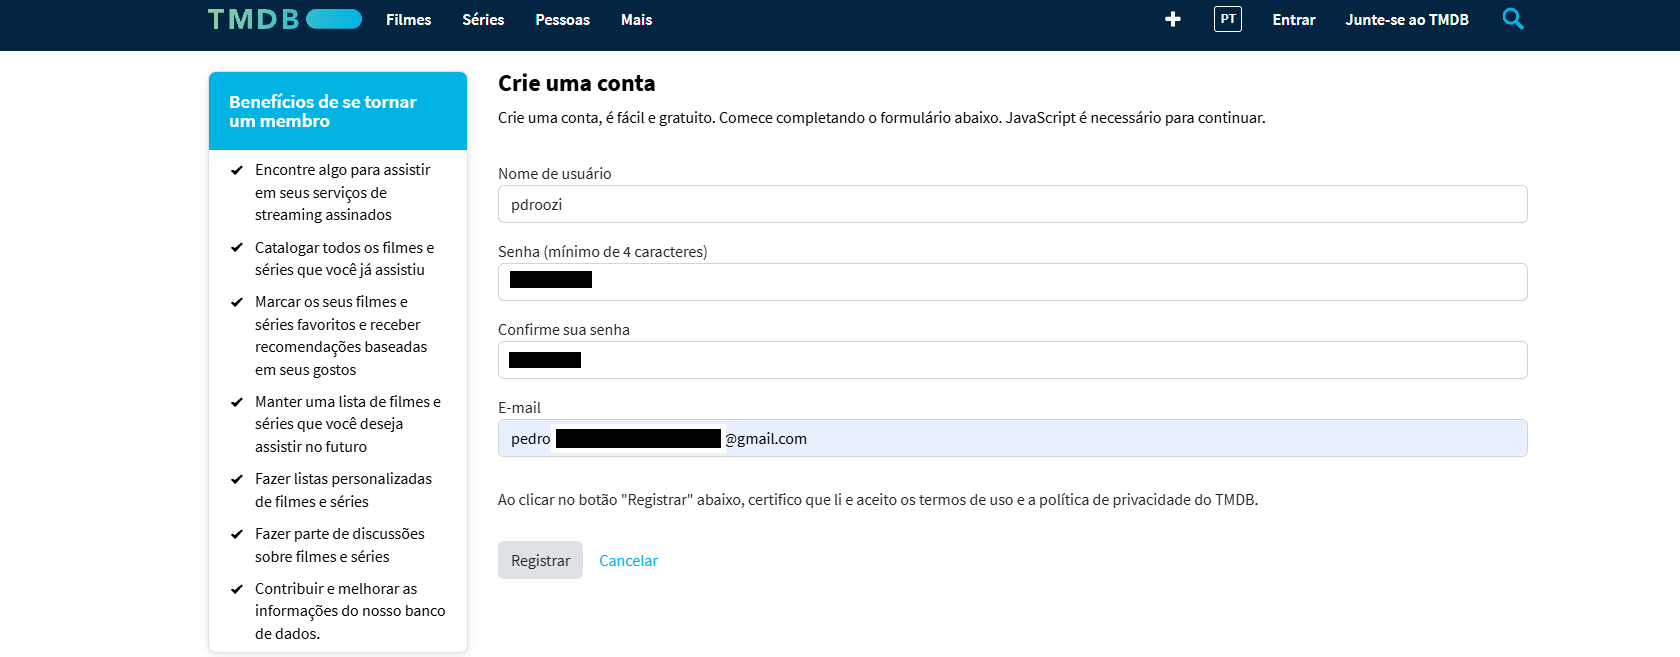 TMDB Filmes Séries Pessoas Mais PT Entrar Junte-se ao TMDB
Benefícios de se tornar
um membro
Encontre algo para assistir
em seus serviços de
streaming assinados
Catalogar todos os filmes e
séries que você já assistiu
Marcar os seus filmes e
séries favoritos e receber
recomendações baseadas
em seus gostos
Manter uma lista de filmes e
séries que você deseja
assistir no futuro
Fazer listas personalizadas
de filmes e séries
Fazer parte de discussões
sobre filmes e séries
Contribuir e melhorar as
informações do nosso banco
de dados.
Crie uma conta
Crie uma conta, é fácil e gratuito. Comece completando o formulário abaixo. JavaScript é necessário para continuar.
Nome de usuário
pdroozi
Senha (mínimo de 4 caracteres)
Confirme sua senha
E-mail
pedro @gmail.com
Ao clicar no botão "Registrar" abaixo, certifico que li e aceito os termos de uso e a política de privacidade do TMDB.
Registrar Cancelar